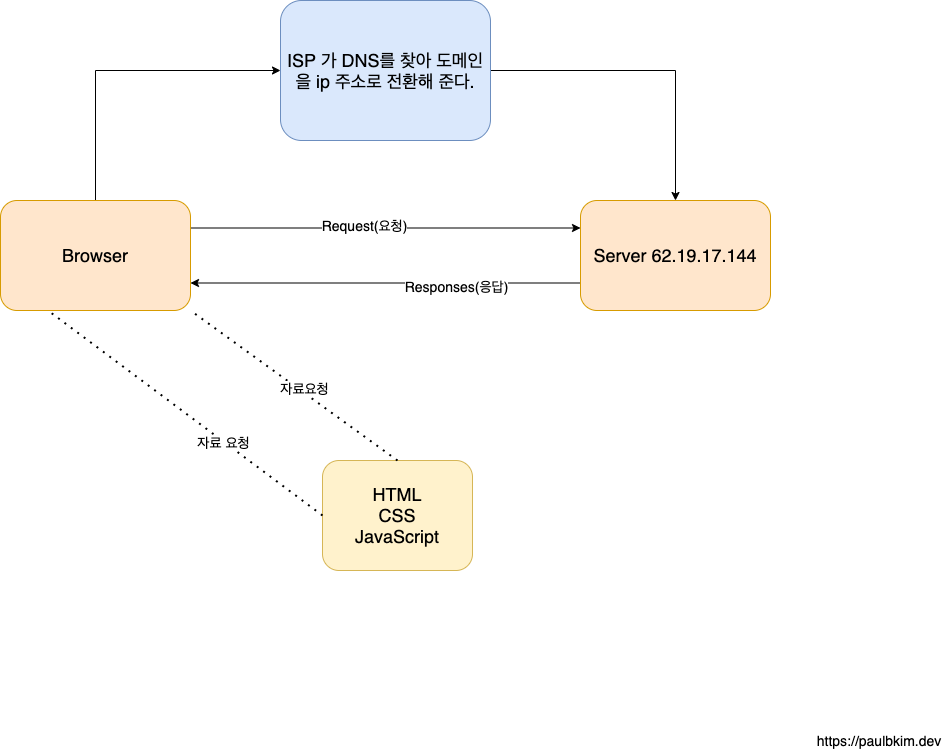 ISP 가 DNS를 찾아 도메인
을 ip 주소로 전환해 준다.
Request(요청)
Browser
Server 62.19.17.144
Responses(응답)
자료요청
자료 요청
HTML
CSS
JavaScript
https://paulbkim.dev